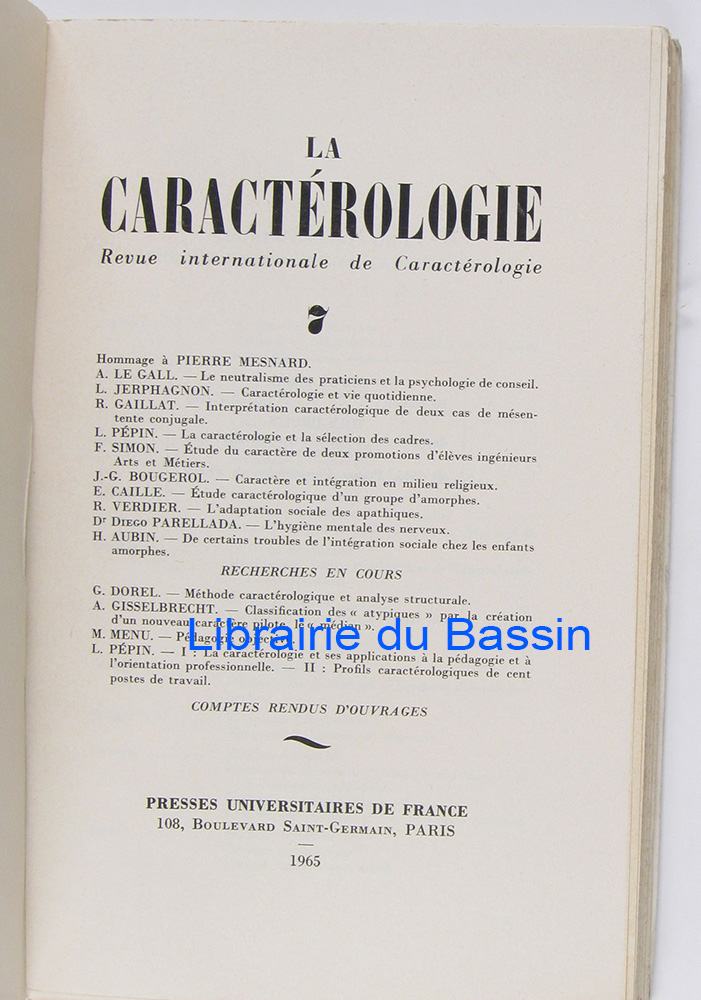 LA
CARACTÉROLOGIE
Revue internationale de Caractérologie
7
Hommage à PIERRE MESNARD.
A. LE GALL. — Le neutralisme des praticiens et la psychologie de conseil.
L. JERPHAGNON. — Caractérologie et vie quotidienne.
R. GAILLAT. — Interprétation caractérologique de deux cas de mésen-
tente conjugale.
L. PÉPIN. — La caractérologie et la sélection des cadres.
F. SIMON. — Étude du caractère de deux promotions d'élèves ingénieurs
Arts et Métiers.
J.-G. BOUGEROL. — Caractère et intégration en milieu religieux.
E. CAILLE. — Étude caractérologique d'un groupe d'amorphes.
R. VERDIER. — L'adaptation sociale des apathiques.
Dr DIEGO PARELLADA. — L'hygiène mentale des nerveux.
H. AUBIN. — De certains troubles de l'intégration sociale chez les enfants
amorphes.
RECHERCHES EN COURS
G. DOREL. — Méthode caractérologique et analyse structurale.
A. GISSELBRECHT. — Classification des « atypiques » par la création
d'un nouveau caractère pilote, le « médian ».
M. MENU. — Pédagogie objective.
Librairie du Bassin
L. PÉPIN. — I : La caractérologie et ses applications à la pédagogie et à
l'orientation professionnelle. — II : Profils caractérologiques de cent
postes de travail.
COMPTES RENDUS D'OUVRAGES
PRESSES UNIVERSITAIRES DE FRANCE
108, BOULEVARD SAINT-GERMAIN, PARIS
1965